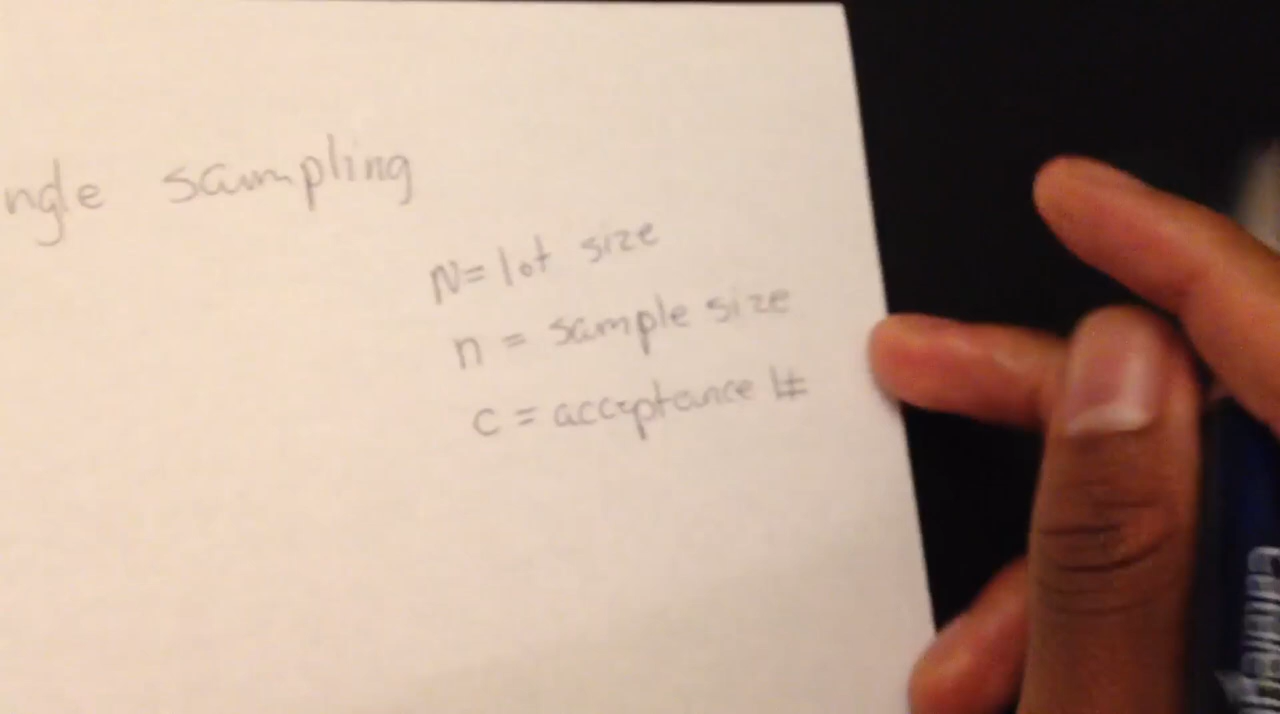 ngle sampling
N = lot size
n = sample size
c = acceptance #